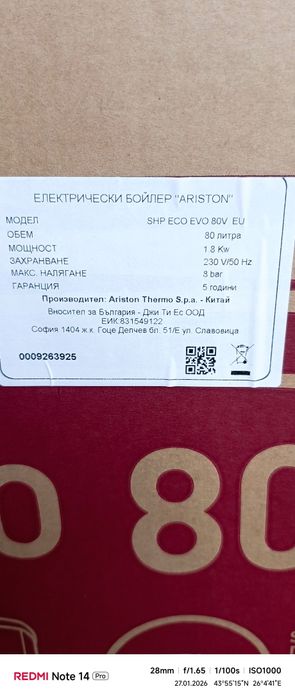 ЕЛЕКТРИЧЕСКИ БОЙЛЕР "ARISTON"
МОДЕЛ SHP ECO EVO 80V EU
ОБЕМ 80 литра
МОЩНОСТ 1.8 Kw
ЗАХРАНВАНЕ 230 V/50 Hz
МАКС. НАЛЯГАНЕ 8 bar
ГАРАНЦИЯ 5 години
Производител: Ariston Thermo S.p.a. - Китай
Вносител за България - Джи Ти Ес ООД
ЕИК:831549122
София 1404 ж.к. Гоце Делчев бл. 51/Е ул. Славовица
0009263925
80
REDMI Note 14 Pro
28mm f/1.65 1/100s ISO1000
27.01.2026 43°55'15"N 26°4'41"E